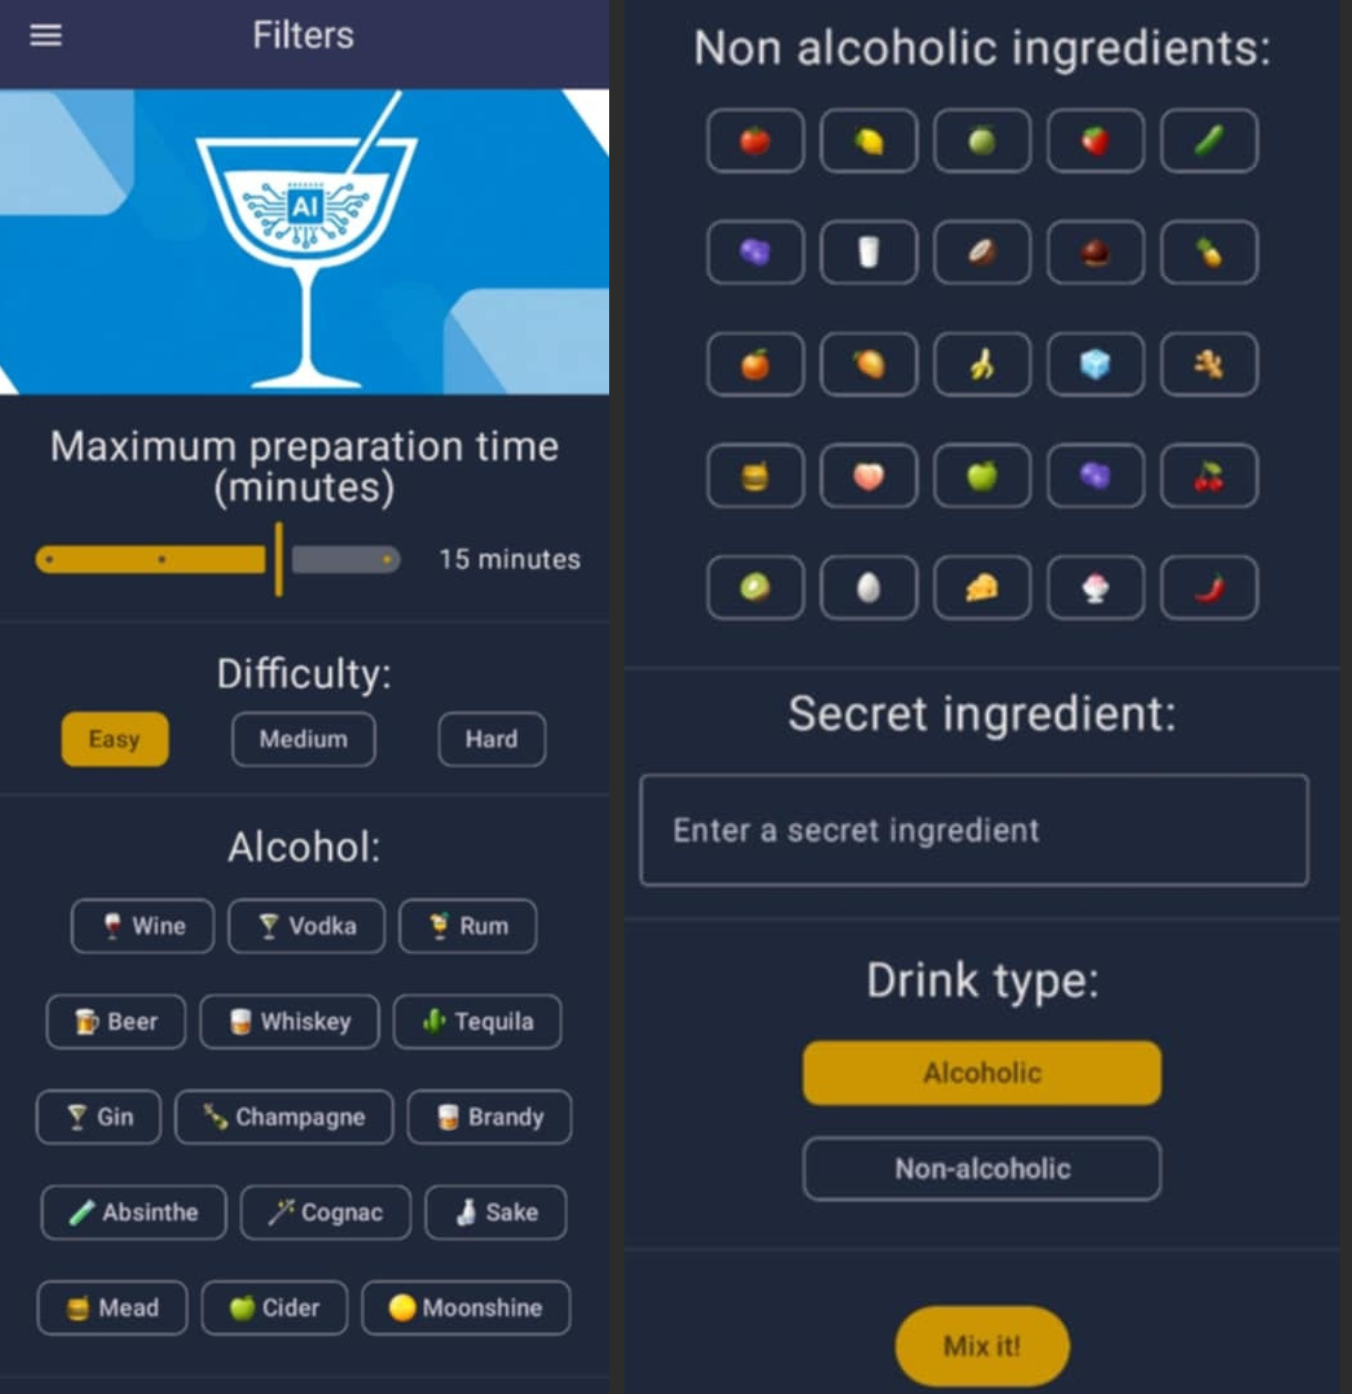 Filters
AI
Maximum preparation time
(minutes)
15 minutes
Difficulty:
Easy
Medium
Hard
Alcohol:
Wine
Vodka
Rum
Beer
Whiskey
Tequila
Gin
Champagne
Brandy
Absinthe
Cognac
Sake
Mead
Cider
Moonshine
Non alcoholic ingredients:
Secret ingredient:
Enter a secret ingredient
Drink type:
Alcoholic
Non-alcoholic
Mix it!